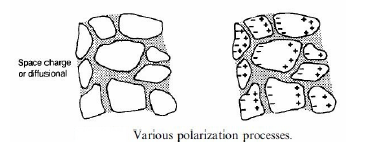 Space charge
or diffusional
Various polarization processes.